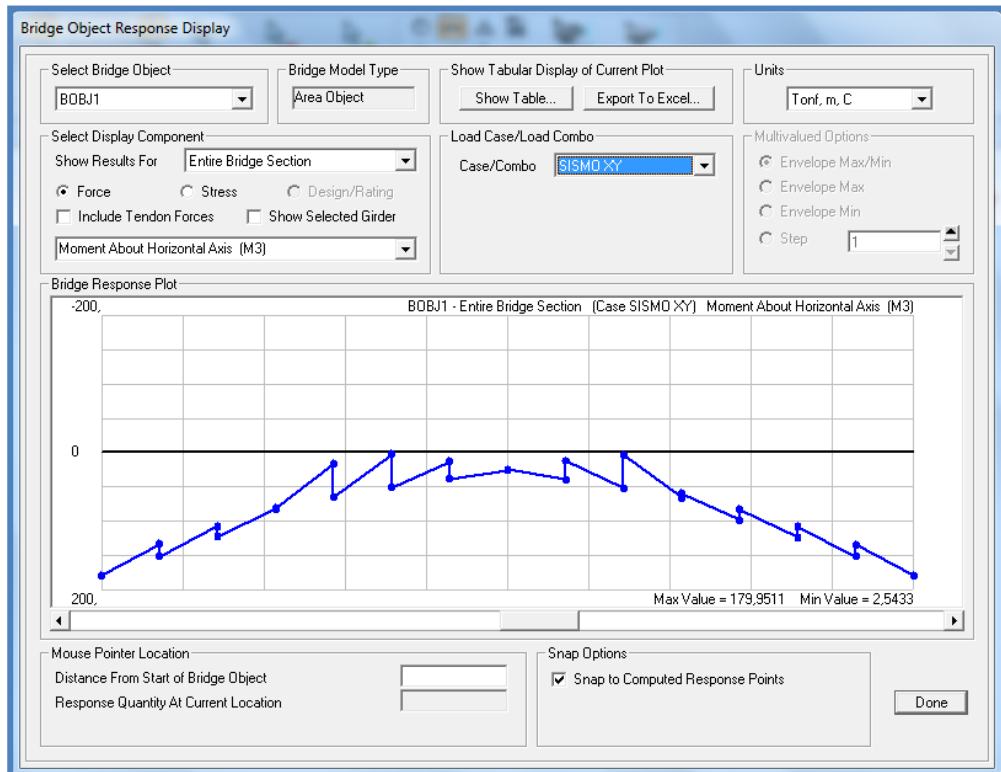 Bridge Object Response Display
Select Bridge Object
BOBJ1
Bridge Model Type
Area Object
Show Tabular Display of Current Plot
Show Table...
Export To Excel...
Units
Tonf, m, C
Select Display Component
Show Results For
Entire Bridge Section
Force
Stress
Design/Rating
Include Tendon Forces
Show Selected Girder
Moment About Horizontal Axis (M3)
Load Case/Load Combo
Case/Combo
SISMO XY
Multivalued Options
Envelope Max/Min
Envelope Max
Envelope Min
Step
1
Bridge Response Plot
-200,
BOBJ1 - Entire Bridge Section (Case SISMO XY) Moment About Horizontal Axis (M3)
0
200,
Max Value = 179,9511 Min Value = 2,5433
Mouse Pointer Location
Distance From Start of Bridge Object
Response Quantity At Current Location
Snap Options
Snap to Computed Response Points
Done